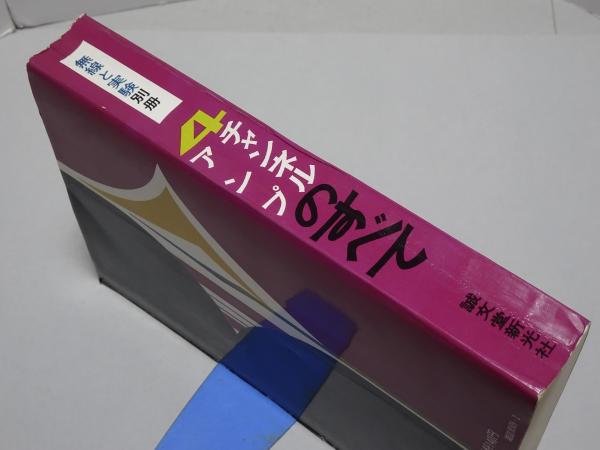 無線と実験別冊
4チャンネル
アンプ
のすべて
誠文堂新光社